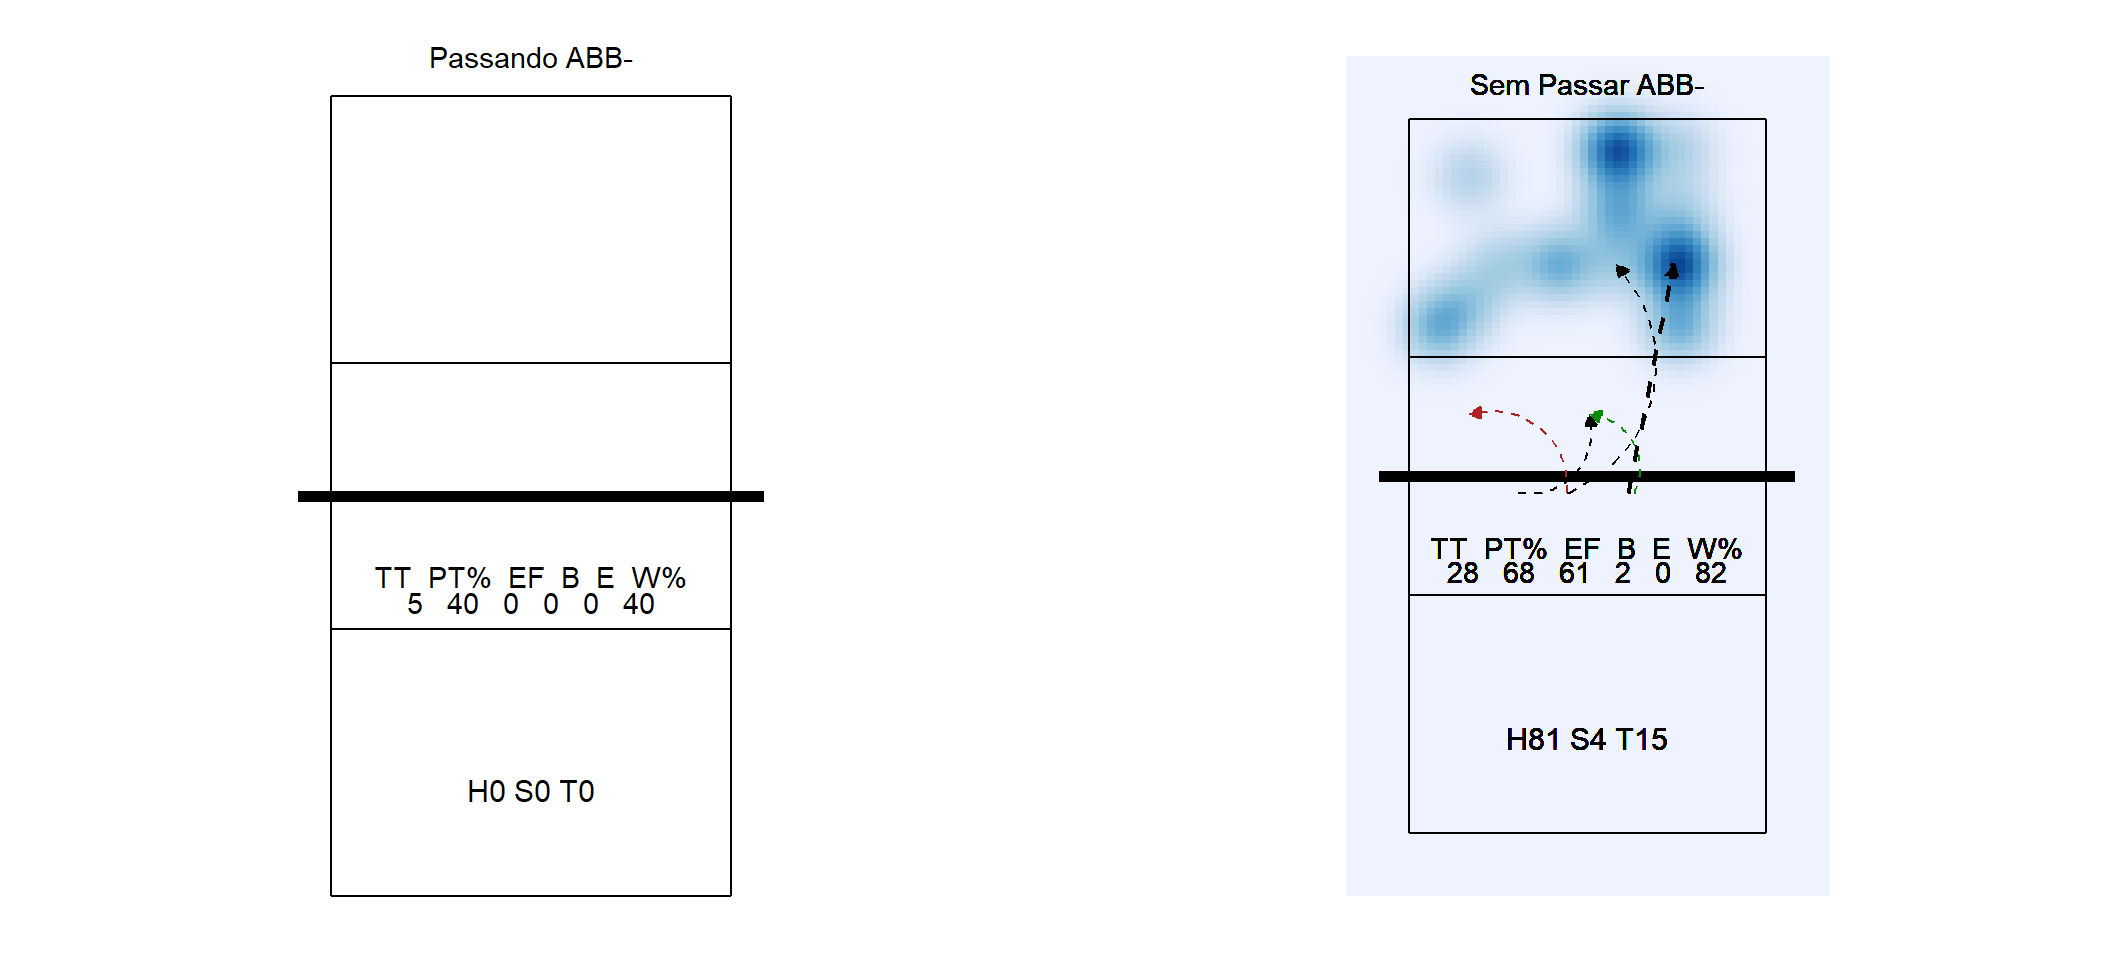 Passando ABB-
TT PT% EF B E W%
5 40 0 0 0 40
H0 S0 T0
Sem Passar ABB-
TT PT% EF B E W%
28 68 61 2 0 82
H81 S4 T15